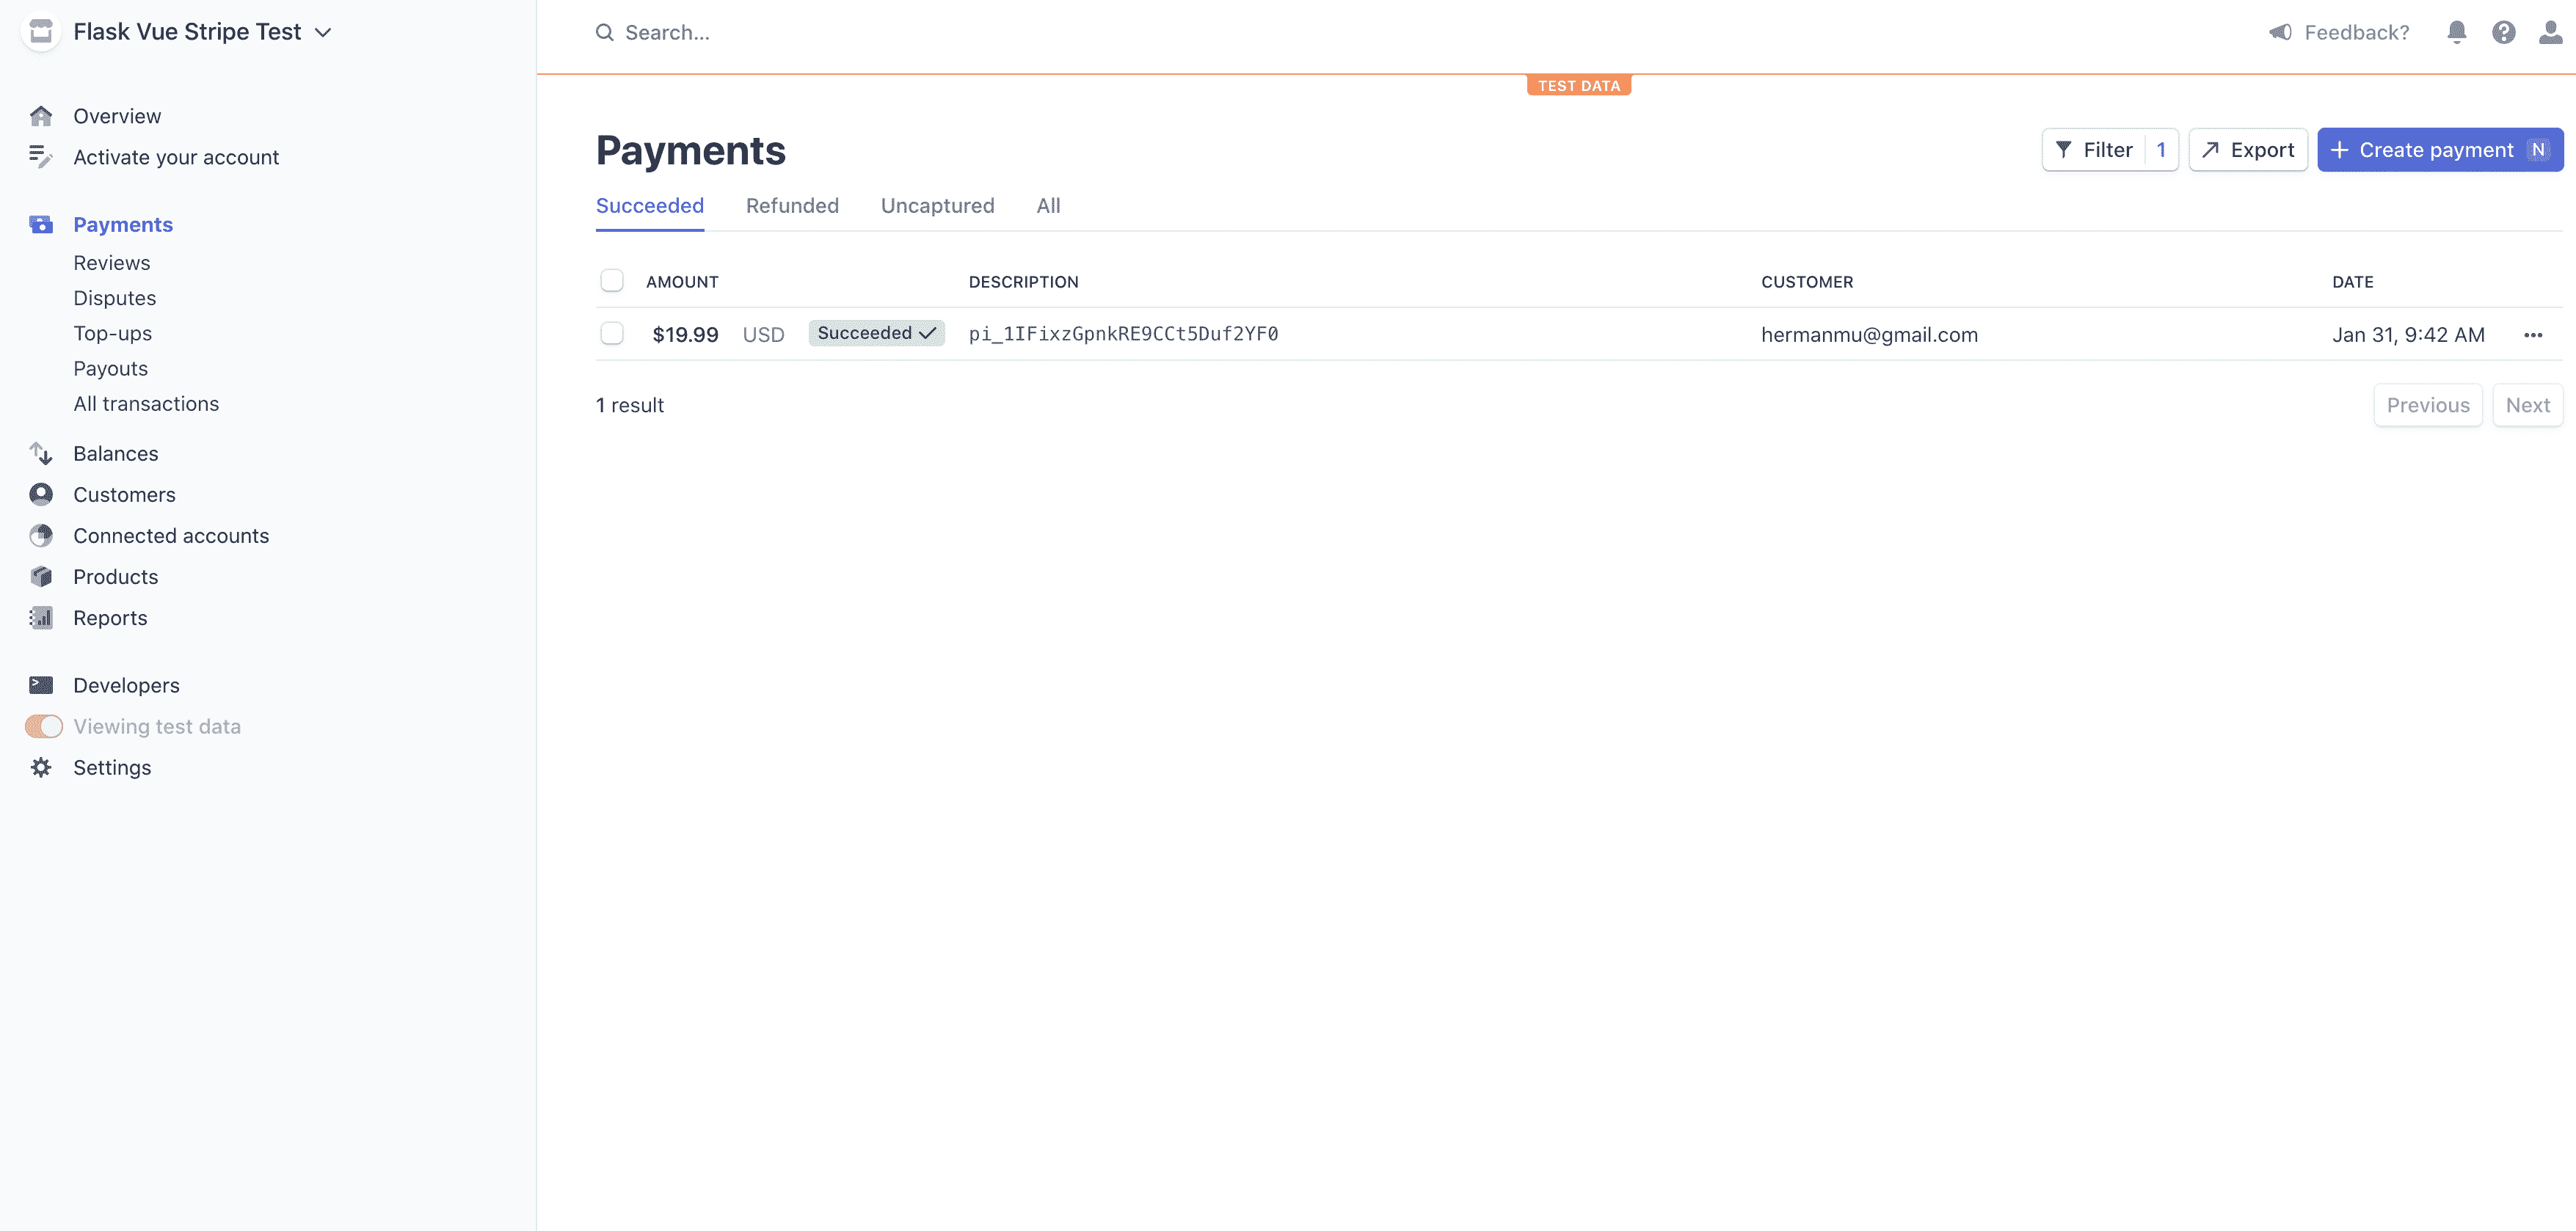 Flask Vue Stripe Test
Search...
Feedback?
TEST DATA
Overview
Activate your account
Payments
Reviews
Disputes
Top-ups
Payouts
All transactions
Balances
Customers
Connected accounts
Products
Reports
Developers
Viewing test data
Settings
Payments
Filter 1 Export Create payment N
Succeeded Refunded Uncaptured All
AMOUNT DESCRIPTION CUSTOMER DATE
$19.99 USD Succeeded pi_1IFixzGpnkRE9CCt5Duf2YF0 hermanmu@gmail.com Jan 31, 9:42 AM
1 result
Previous Next